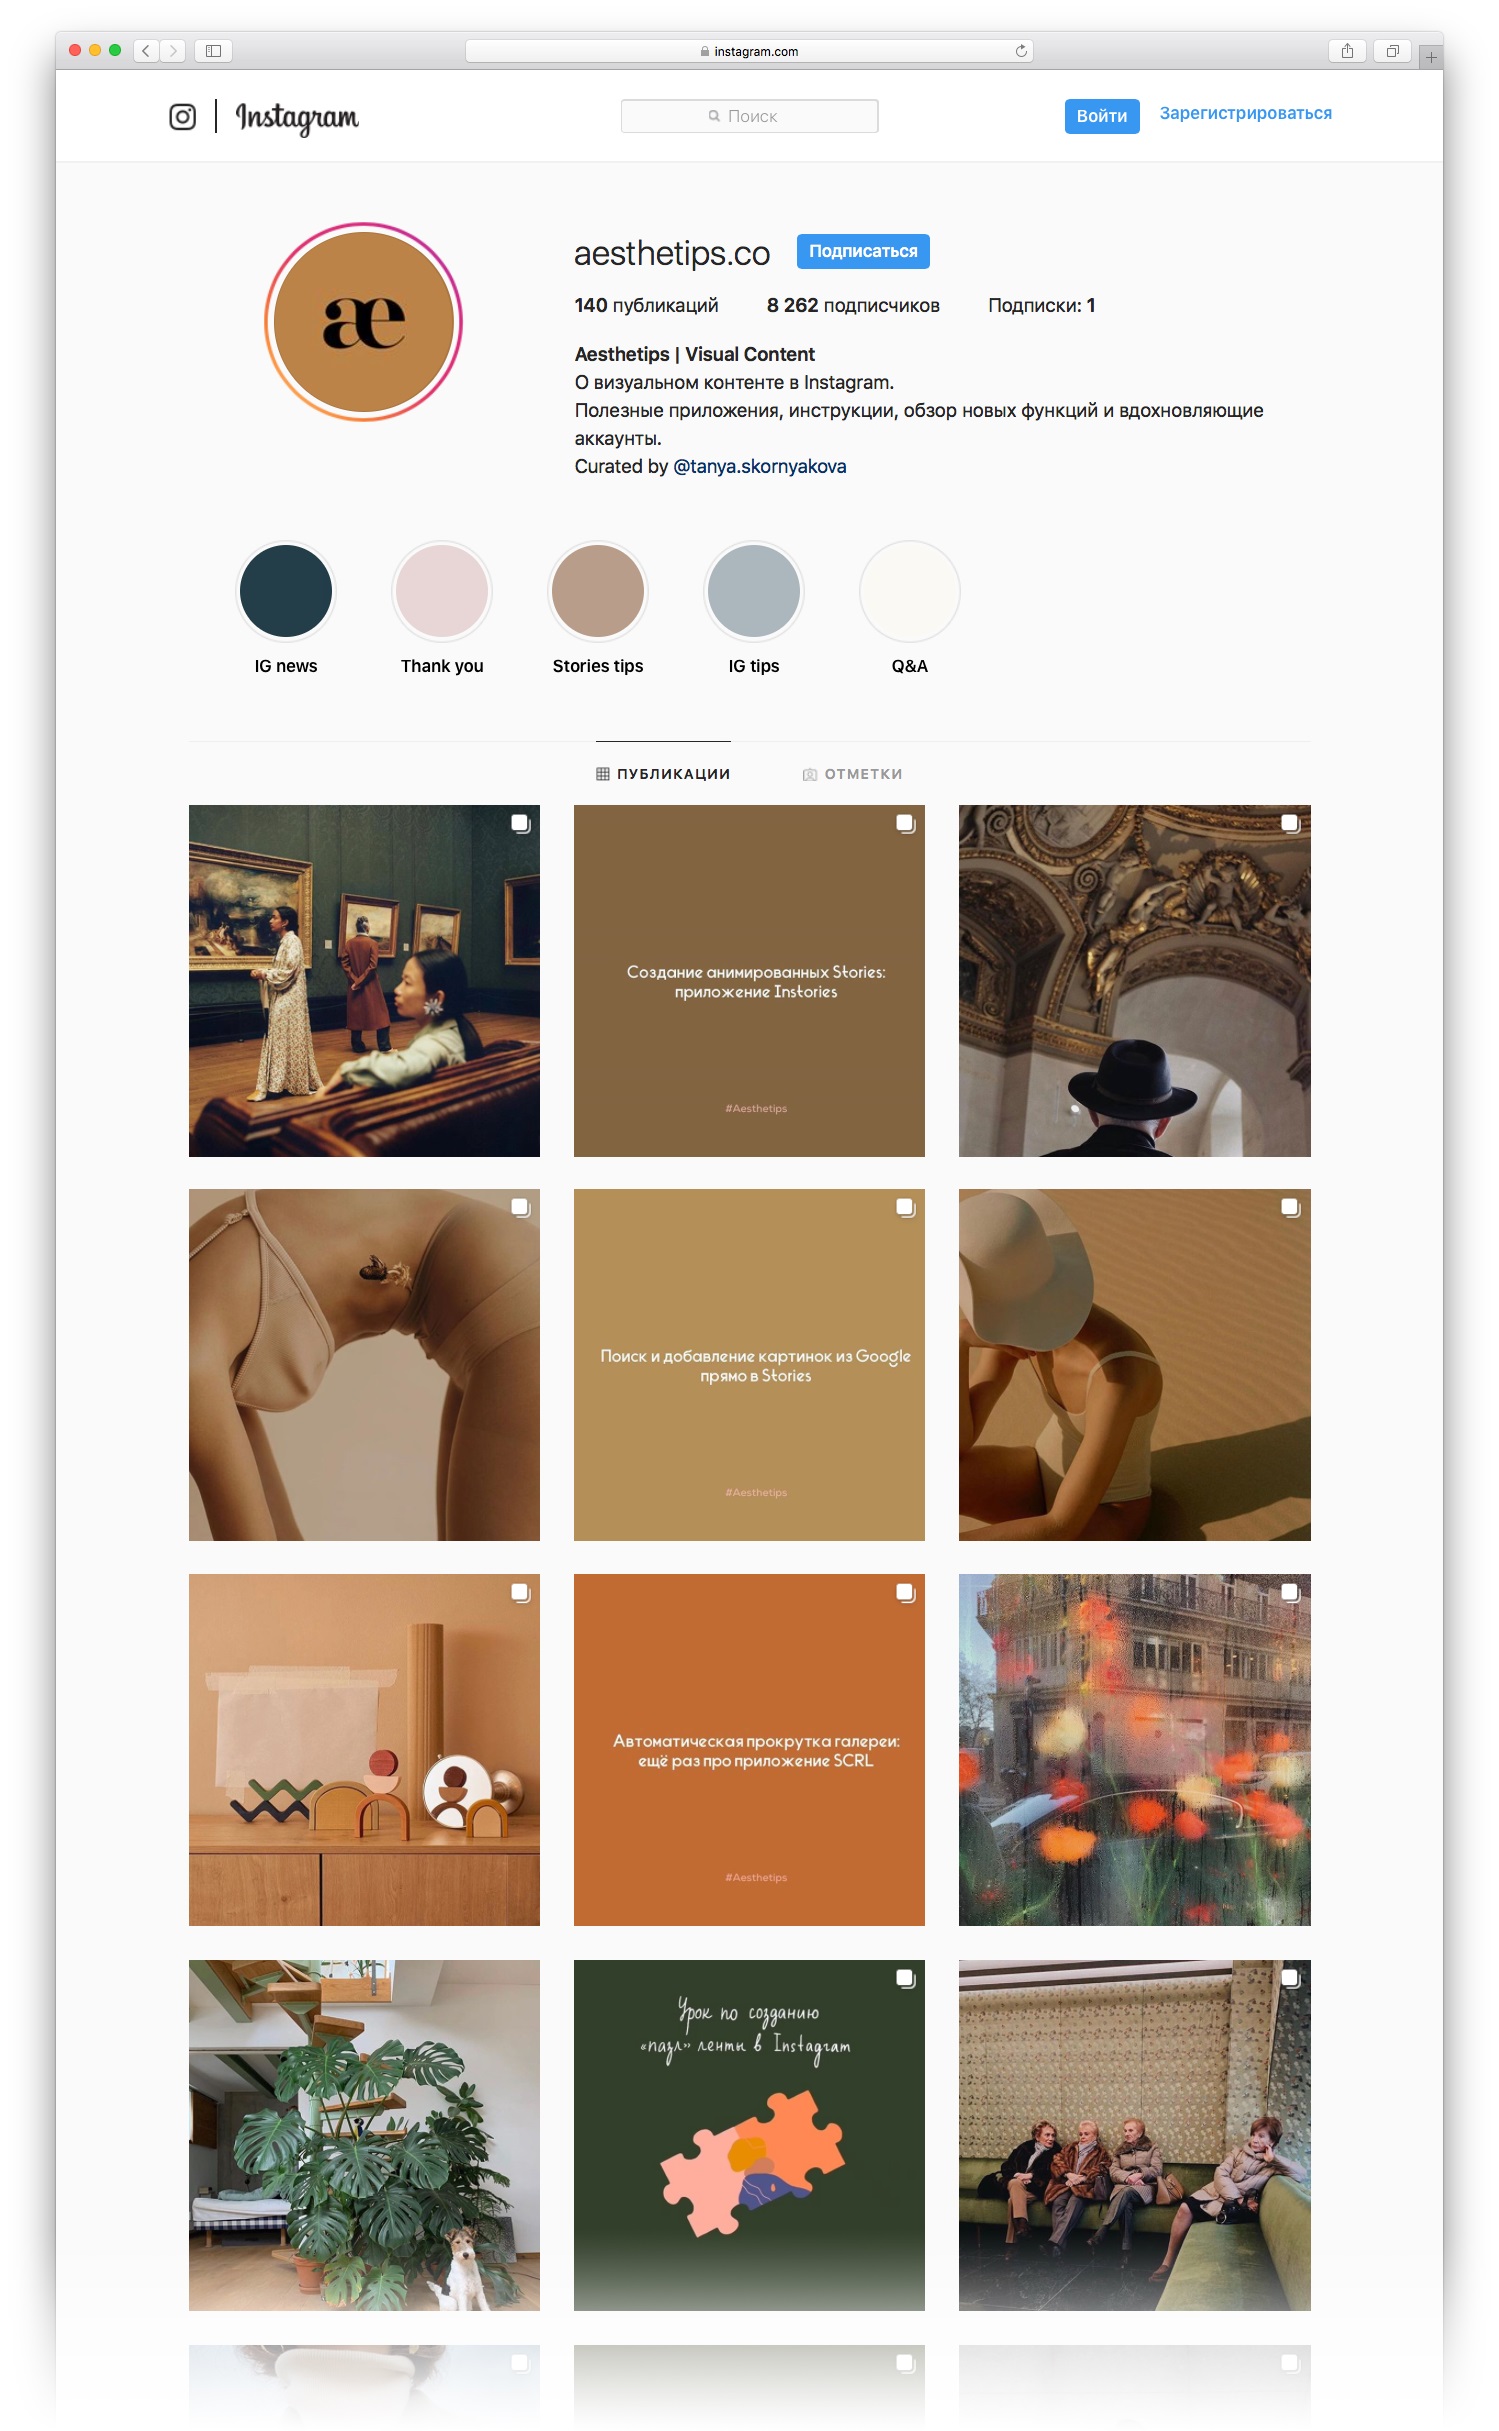 instagram.com
Instagram
Поиск
Войти
Зарегистрироваться
æ
aesthetips.co
Подписаться
140 публикаций
8 262 подписчиков
Подписки: 1
Aesthetips | Visual Content
О визуальном контенте в Instagram.
Полезные приложения, инструкции, обзор новых функций и вдохновляющие
аккаунты.
Curated by @tanya.skornyakova
IG news
Thank you
Stories tips
IG tips
Q&A
ПУБЛИКАЦИИ
ОТМЕТКИ
Создание анимированных Stories:
приложение Instories
#Aesthetips
Поиск и добавление картинок из Google
прямо в Stories
#Aesthetips
Автоматическая прокрутка галереи:
ещё раз про приложение SCRL
#Aesthetips
Урок по созданию
«пазл» ленты в Instagram